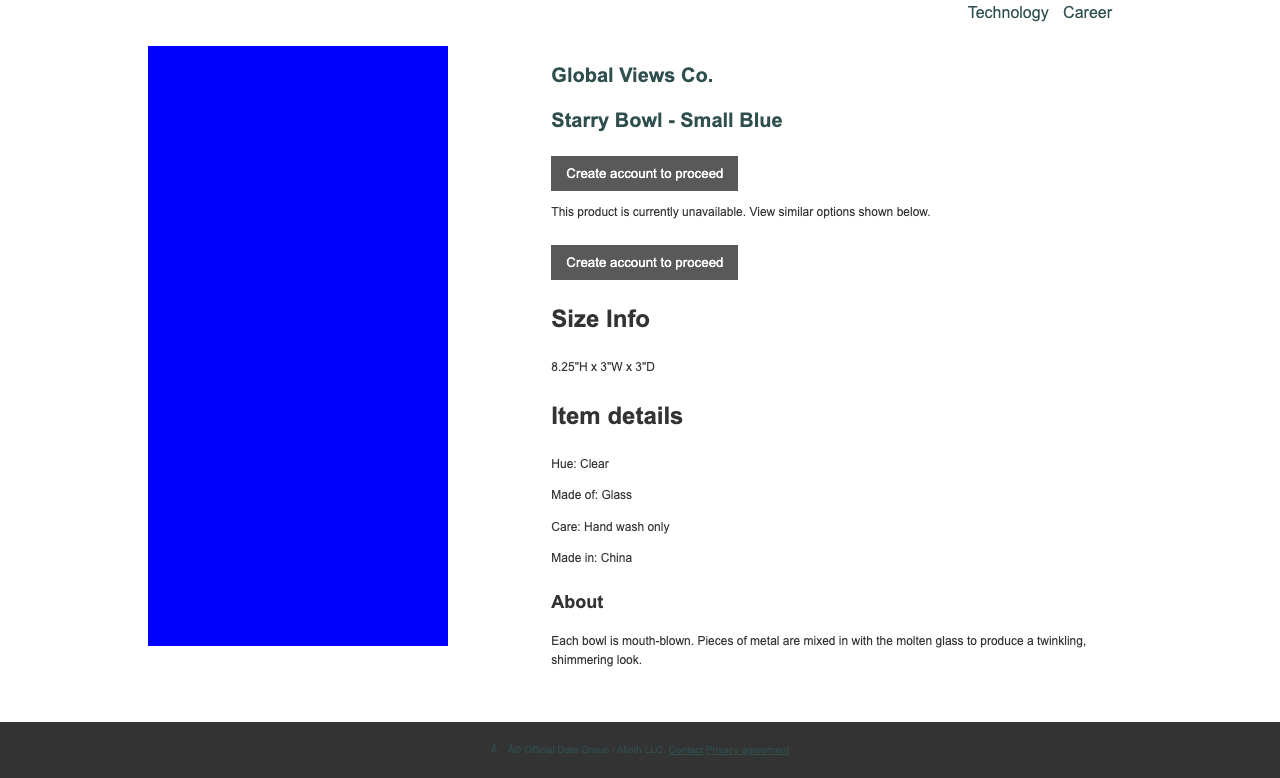 Technology Career
Global Views Co.
Starry Bowl - Small Blue
Create account to proceed
This product is currently unavailable. View similar options shown below.
Create account to proceed
Size Info
8.25"H x 3"W x 3"D
Item details
Hue: Clear
Made of: Glass
Care: Hand wash only
Made in: China
About
Each bowl is mouth-blown. Pieces of metal are mixed in with the molten glass to produce a twinkling,
shimmering look.
Â Â© Official Data Group / Alioth LLC. Contact Privacy agreement